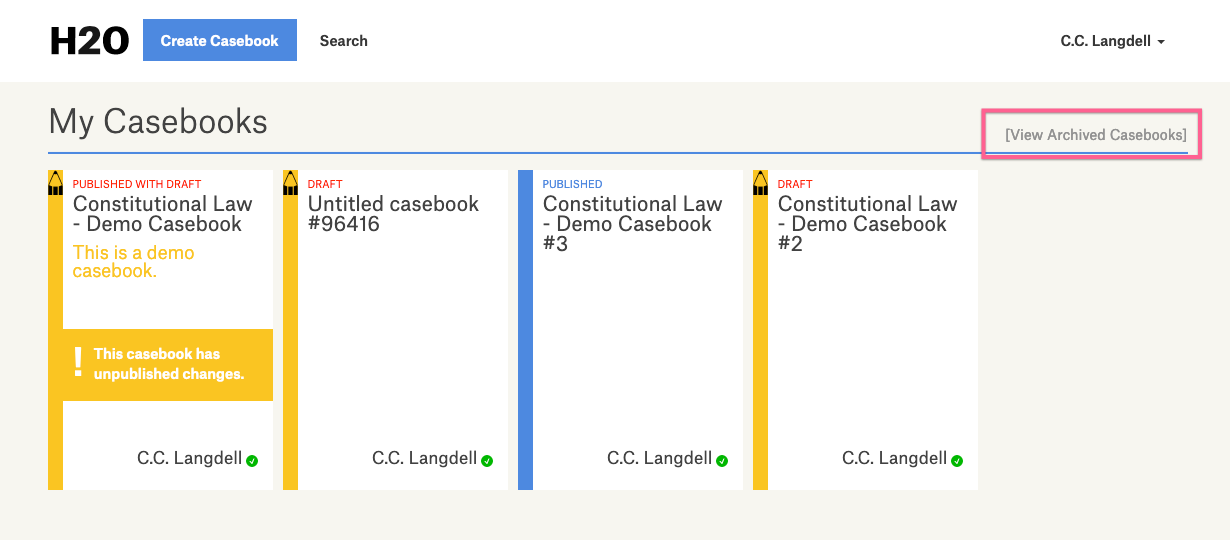 H2O
Create Casebook
Search
C.C. Langdell
My Casebooks
[View Archived Casebooks]
PUBLISHED WITH DRAFT
Constitutional Law
- Demo Casebook
This is a demo
casebook.
! This casebook has
unpublished changes.
C.C. Langdell
DRAFT
Untitled casebook
#96416
C.C. Langdell
PUBLISHED
Constitutional Law
- Demo Casebook
#3
C.C. Langdell
DRAFT
Constitutional Law
- Demo Casebook
#2
C.C. Langdell